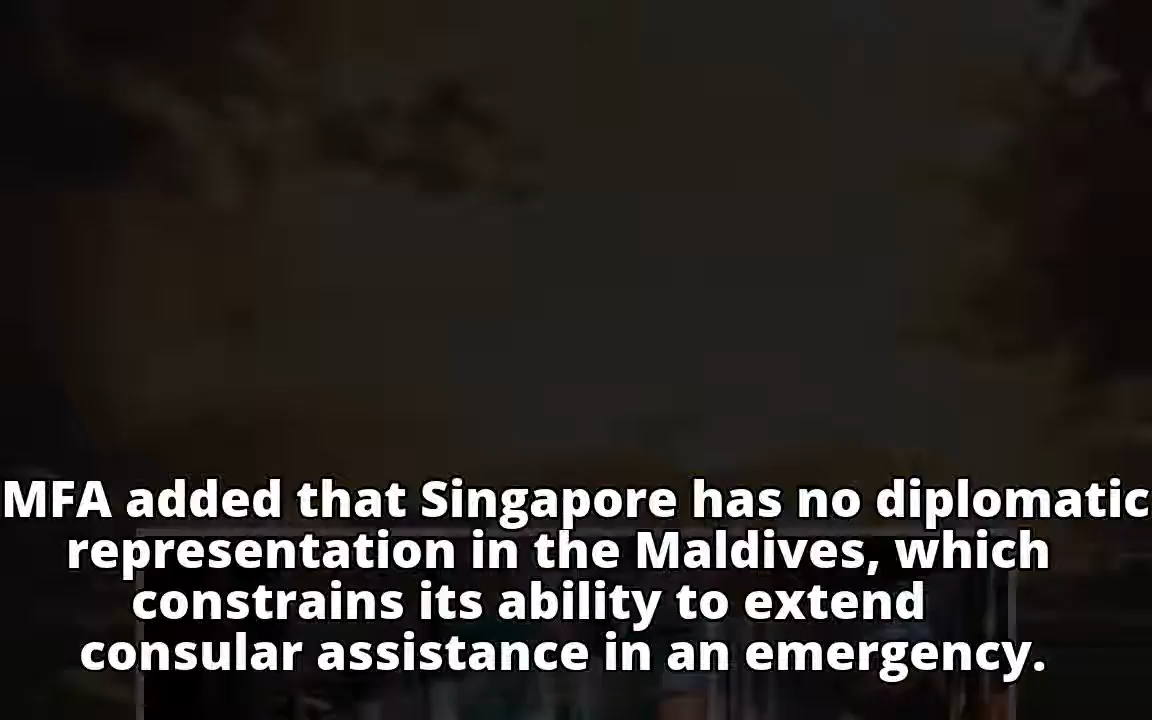 MFA added that Singapore has no diplomatic
representation in the Maldives, which
constrains its ability to extend
consular assistance in an emergency.